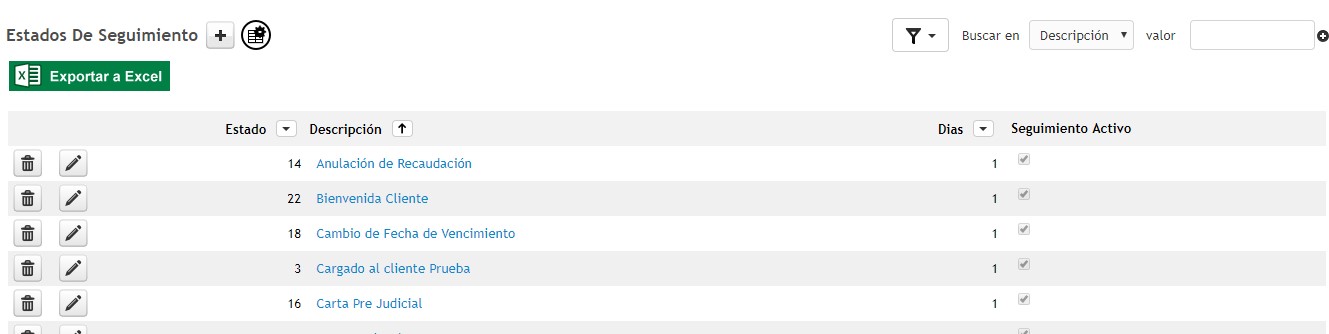 Estados De Seguimiento
Buscar en Descripción valor
Exportar a Excel
Estado Descripción Dias Seguimiento Activo
14 Anulación de Recaudación 1
22 Bienvenida Cliente 1
18 Cambio de Fecha de Vencimiento 1
3 Cargado al cliente Prueba 1
16 Carta Pre Judicial 1